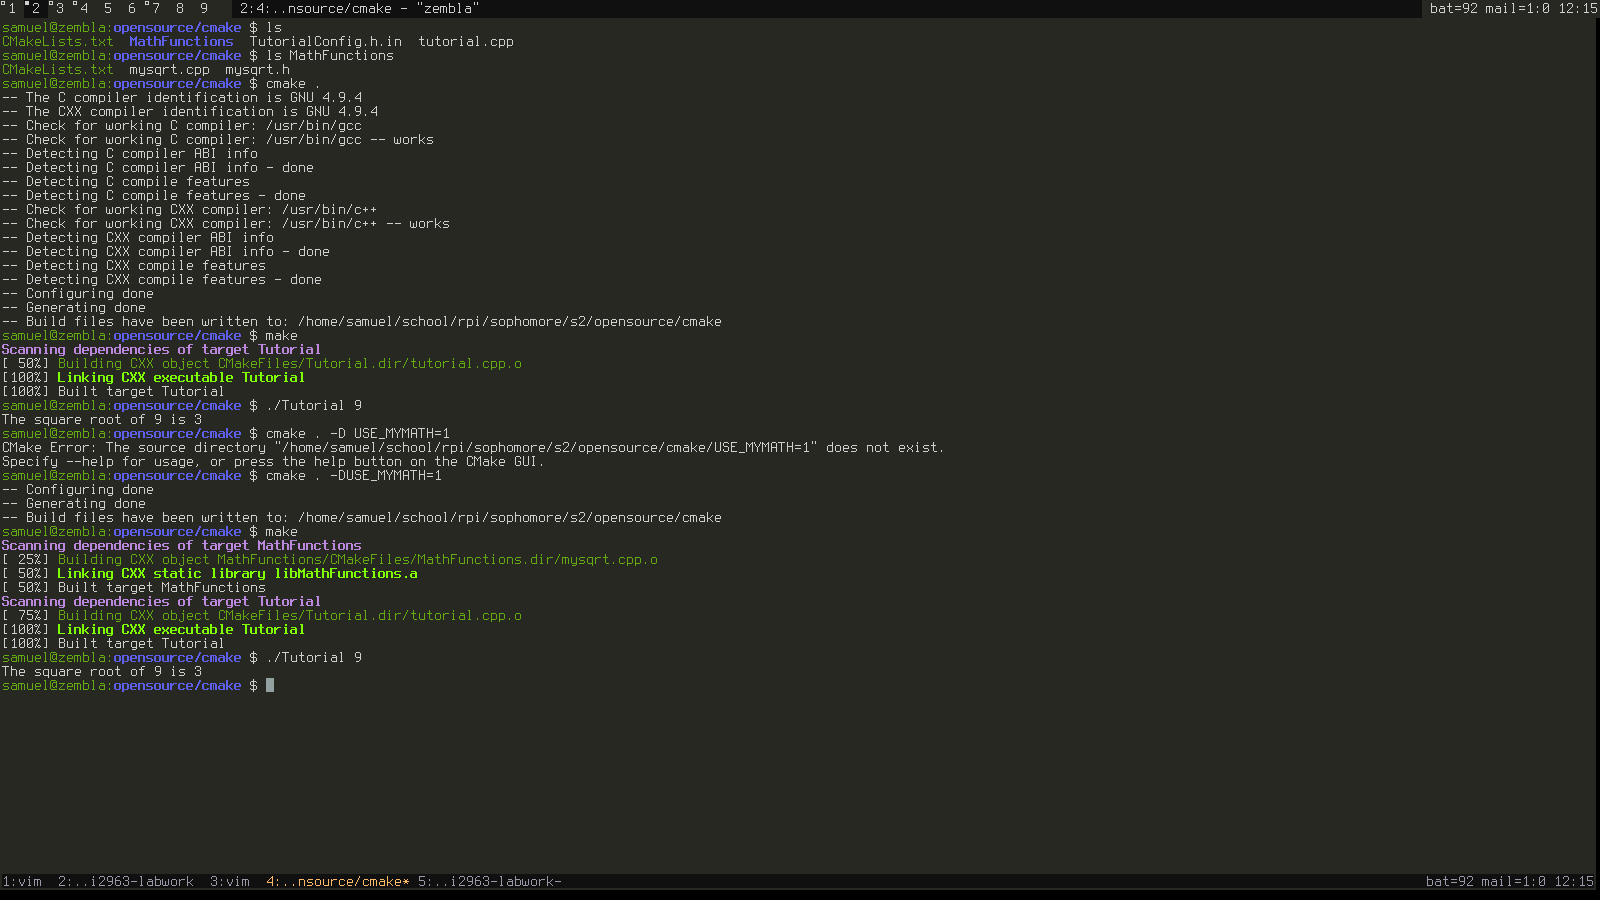 1 2 3 4 5 6 7 8 9 2:4:..nsource/cmake - "zembla" bat=92 mail=1:0 12:15
samuel@zembla:opensource/cmake $ ls
CMakeLists.txt MathFunctions TutorialConfig.h.in tutorial.cpp
samuel@zembla:opensource/cmake $ ls MathFunctions
CMakeLists.txt mysqrt.cpp mysqrt.h
samuel@zembla:opensource/cmake $ cmake .
-- The C compiler identification is GNU 4.9.4
-- The CXX compiler identification is GNU 4.9.4
-- Check for working C compiler: /usr/bin/gcc
-- Check for working C compiler: /usr/bin/gcc -- works
-- Detecting C compiler ABI info
-- Detecting C compiler ABI info - done
-- Detecting C compile features
-- Detecting C compile features - done
-- Check for working CXX compiler: /usr/bin/c++
-- Check for working CXX compiler: /usr/bin/c++ -- works
-- Detecting CXX compiler ABI info
-- Detecting CXX compiler ABI info - done
-- Detecting CXX compile features
-- Detecting CXX compile features - done
-- Configuring done
-- Generating done
-- Build files have been written to: /home/samuel/school/rpi/sophomore/s2/opensource/cmake
samuel@zembla:opensource/cmake $ make
Scanning dependencies of target Tutorial
[ 50%] Building CXX object CMakeFiles/Tutorial.dir/tutorial.cpp.o
[100%] Linking CXX executable Tutorial
[100%] Built target Tutorial
samuel@zembla:opensource/cmake $ ./Tutorial 9
The square root of 9 is 3
samuel@zembla:opensource/cmake $ cmake . -D USE_MYMATH=1
CMake Error: The source directory "/home/samuel/school/rpi/sophomore/s2/opensource/cmake/USE_MYMATH=1" does not exist.
Specify --help for usage, or press the help button on the CMake GUI.
samuel@zembla:opensource/cmake $ cmake . -DUSE_MYMATH=1
-- Configuring done
-- Generating done
-- Build files have been written to: /home/samuel/school/rpi/sophomore/s2/opensource/cmake
samuel@zembla:opensource/cmake $ make
Scanning dependencies of target MathFunctions
[ 25%] Building CXX object MathFunctions/CMakeFiles/MathFunctions.dir/mysqrt.cpp.o
[ 50%] Linking CXX static library libMathFunctions.a
[ 50%] Built target MathFunctions
Scanning dependencies of target Tutorial
[ 75%] Building CXX object CMakeFiles/Tutorial.dir/tutorial.cpp.o
[100%] Linking CXX executable Tutorial
[100%] Built target Tutorial
samuel@zembla:opensource/cmake $ ./Tutorial 9
The square root of 9 is 3
samuel@zembla:opensource/cmake $
1:vim 2:..i2963-labwork 3:vim 4:..nsource/cmake* 5:..i2963-labwork- bat=92 mail=1:0 12:15